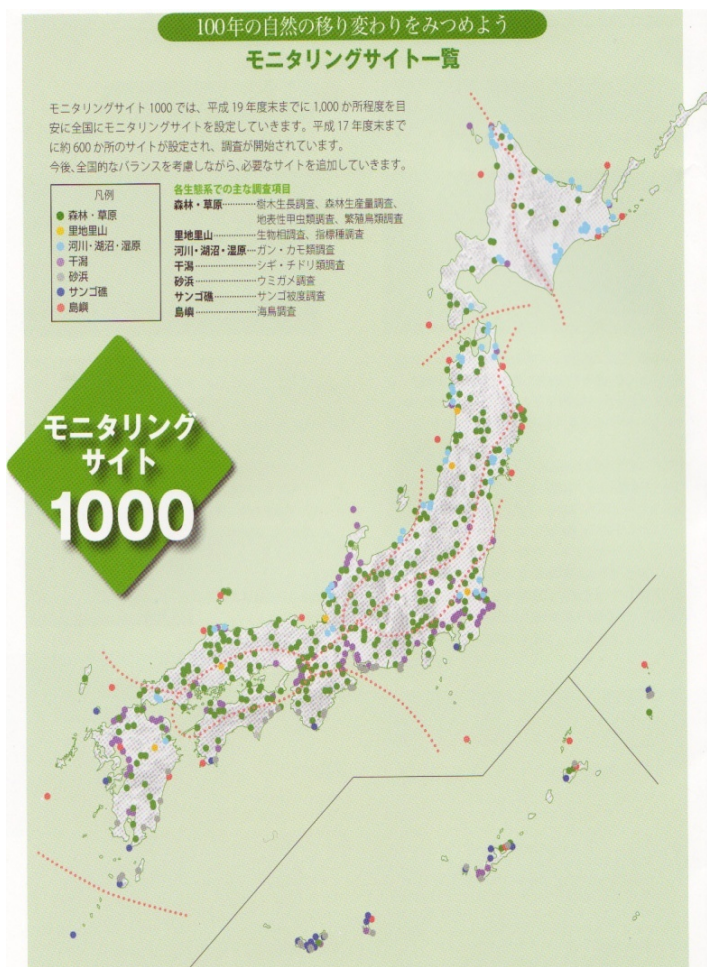 100年の自然の移り変わりをみつめよう
モニタリングサイト一覧
モニタリングサイト1000では、平成19年度末までに1,000か所程度を目
安に全国にモニタリングサイトを設定していきます。平成17年度末まで
に約600か所のサイトが設定され、調査が開始されています。
今後、全国的なバランスを考慮しながら、必要なサイトを追加していきます。
凡例
森林・草原
里地里山
河川・湖沼・湿原
干潟
砂浜
サンゴ礁
島嶼
各生態系での主な調査項目
森林・草原…………樹木生長調査、森林生産量調査、
地表性甲虫類調査、繁殖鳥類調査
里地里山……………生物相調査、指標種調査
河川・湖沼・湿原…ガン・カモ類調査
干潟…………………シギ・チドリ類調査
砂浜…………………ウミガメ調査
サンゴ礁……………サンゴ被度調査
島嶼…………………海鳥調査
モニタリング
サイト
1000